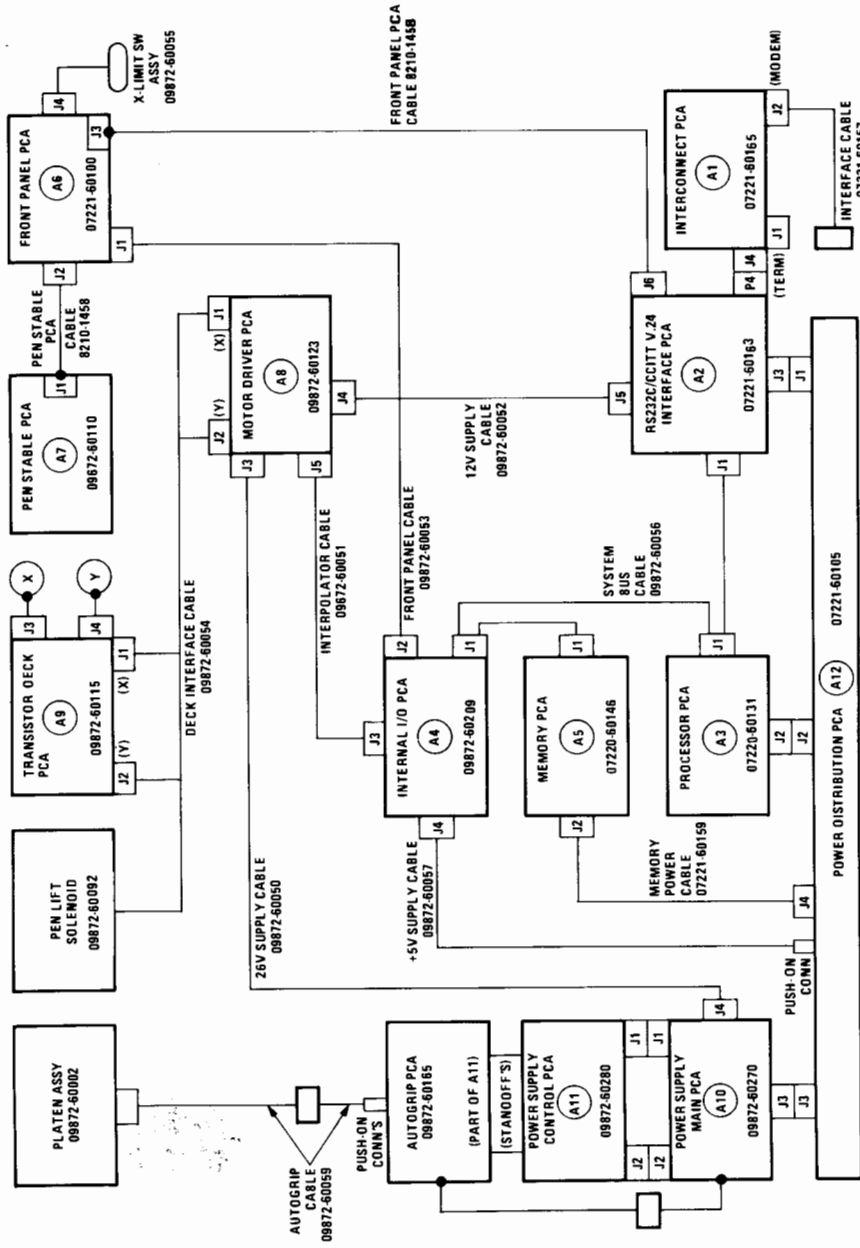 PLATEN ASSY
09872-60002
PEN LIFT
SOLENOID
09872-60092
TRANSISTOR DECK
PCA
A9
09872-60115
J3
X
J4
Y
J2
(Y)
J1
(X)
PEN STABLE PCA
A7
09672-60110
J1
PEN STABLE
PCA
CABLE
8210-1458
FRONT PANEL PCA
A6
07221-60100
J2
J1
J3
J4
X-LIMIT SW
ASSY
09872-60055
DECK INTERFACE CABLE
09872-60054
J2
(Y)
J1
(X)
J3
J5
MOTOR DRIVER PCA
A8
09872-60123
J4
FRONT PANEL PCA
CABLE 8210-1458
AUTOGRIP
CABLE
09872-60059
PUSH-ON
CONN'S
26V SUPPLY CABLE
09872-60050
INTERPOLATOR CABLE
09672-60051
FRONT PANEL CABLE
09872-60053
12V SUPPLY
CABLE
09872-60052
AUTOGRIP PCA
09872-60165
(PART OF A11)
(STANDOFF'S)
POWER SUPPLY
CONTROL PCA
A11
09872-60280
J2
J1
J2
J1
POWER SUPPLY
MAIN PCA
A10
09872-60270
J4
J3
J3
+5V SUPPLY CABLE
09872-60057
J3
INTERNAL I/O PCA
A4
09872-60209
J4
J2
J1
MEMORY PCA
A5
07220-60146
J2
J1
SYSTEM
8US
CABLE
09872-60056
MEMORY
POWER
CABLE
07221-60159
PROCESSOR PCA
A3
07220-60131
J1
J2
J2
J5
J6
RS232C/CCITT V.24
INTERFACE PCA
A2
07221-60163
J1
J3
J1
P4
J4
(TERM)
INTERCONNECT PCA
A1
07221-60165
J1
J2
(MODEM)
INTERFACE CABLE
PUSH-ON
CONN
J4
POWER DISTRIBUTION PCA
A12
07221-60105